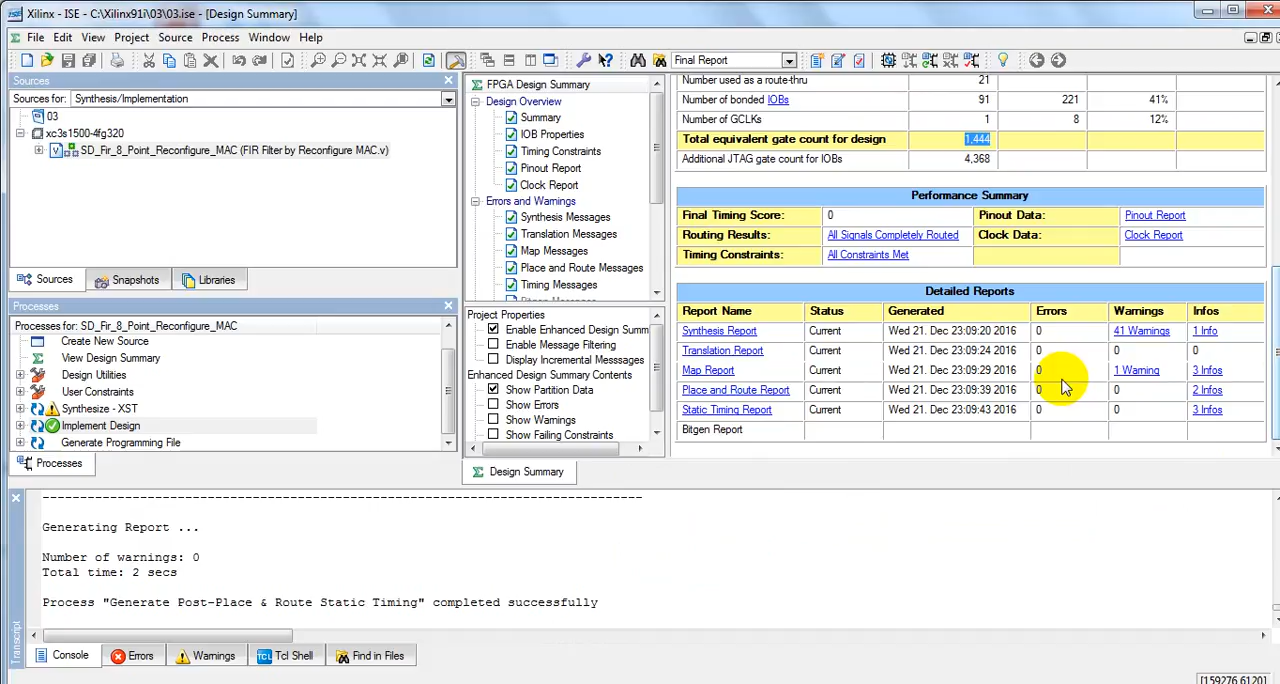 Xilinx - ISE - C:\Xilinx91i\03\03.ise - [Design Summary]
File Edit View Project Source Process Window Help
Final Report
Sources
Sources for: Synthesis/Implementation
03
xc3s1500-4fg320
SD_Fir_8_Point_Reconfigure_MAC (FIR filter by Reconfigure MAC.v)
Sources Snapshots Libraries
Processes
Processes for: SD_Fir_8_Point_Reconfigure_MAC
Create New Source
View Design Summary
Design Utilities
User Constraints
Synthesize - XST
Implement Design
Generate Programming File
Processes
FPGA Design Summary
Design Overview
Summary
IOB Properties
Timing Constraints
Pinout Report
Clock Report
Errors and Warnings
Synthesis Messages
Translation Messages
Map Messages
Place and Route Messages
Timing Messages
Project Properties
Enable Enhanced Design Summ
Enable Message Filtering
Display Incremental Messages
Enhanced Design Summary Contents
Show Partition Data
Show Errors
Show Warnings
Show Failing Constraints
Design Summary
Number used as a route-thru 21
Number of bonded IOBs 91 221 41%
Number of GCLKs 1 8 12%
Total equivalent gate count for design 1,444
Additional JTAG gate count for IOBs 4,368
Performance Summary
Final Timing Score: 0 Pinout Data: Pinout Report
Routing Results: All Signals Completely Routed Clock Data: Clock Report
Timing Constraints: All Constraints Met
Detailed Reports
Report Name Status Generated Errors Warnings Infos
Synthesis Report Current Wed 21. Dec 23:09:20 2016 0 41 Warnings 1 Info
Translation Report Current Wed 21. Dec 23:09:24 2016 0 0 0
Map Report Current Wed 21. Dec 23:09:29 2016 0 1 Warning 3 Infos
Place and Route Report Current Wed 21. Dec 23:09:39 2016 0 0 2 Infos
Static Timing Report Current Wed 21. Dec 23:09:43 2016 0 0 3 Infos
Bitgen Report
Generating Report ...
Number of warnings: 0
Total time: 2 secs
Process "Generate Post-Place & Route Static Timing" completed successfully
Transcript
Console Errors Warnings Tcl Shell Find in Files
[159276,6120]